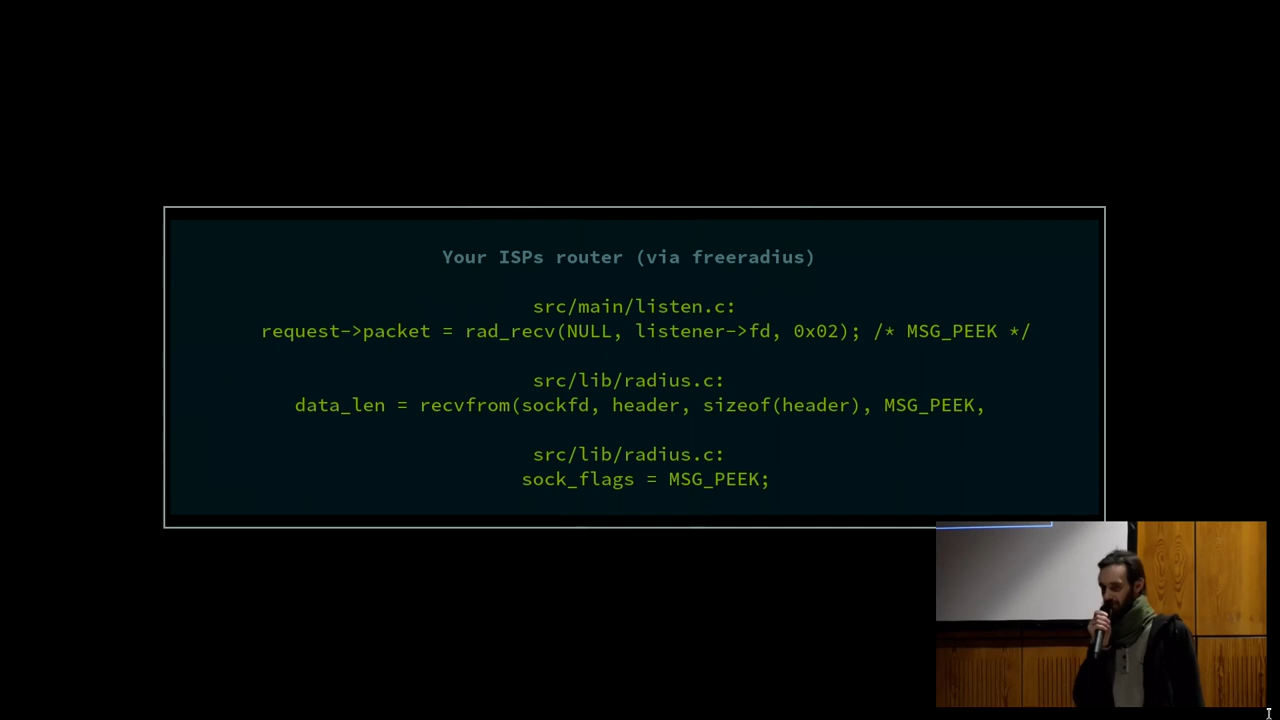 Your ISPs router (via freeradius)
src/main/listen.c:
request->packet = rad_recv(NULL, listener->fd, 0x02); /* MSG_PEEK */
src/lib/radius.c:
data_len = recvfrom(sockfd, header, sizeof(header), MSG_PEEK,
src/lib/radius.c:
sock_flags = MSG_PEEK;